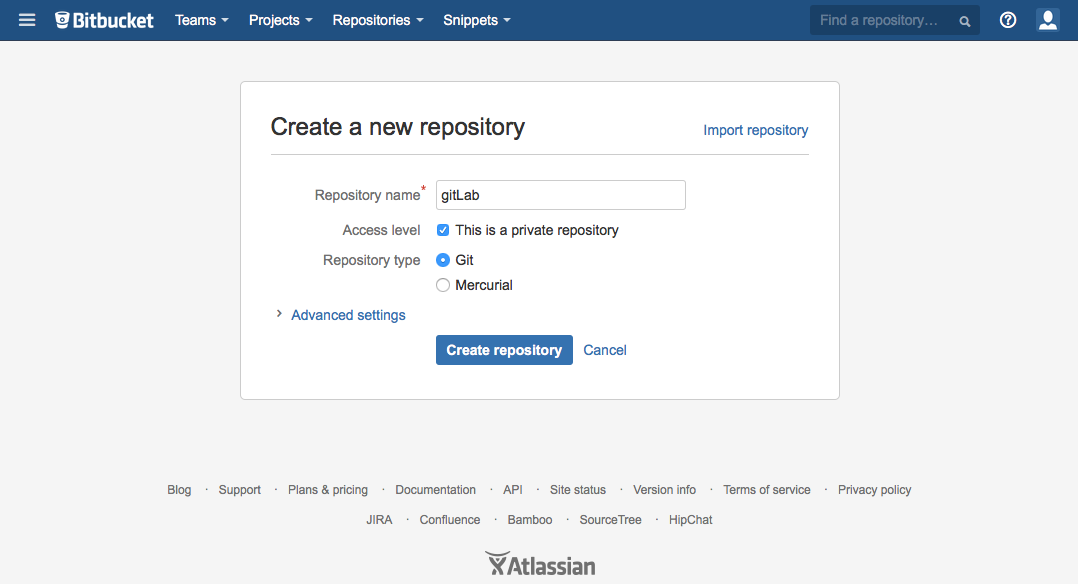 Bitbucket Teams Projects Repositories Snippets Find a repository...
Create a new repository
Import repository
Repository name* gitLab
Access level This is a private repository
Repository type Git
Mercurial
Advanced settings
Create repository Cancel
Blog · Support · Plans & pricing · Documentation · API · Site status · Version info · Terms of service · Privacy policy
JIRA · Confluence · Bamboo · SourceTree · HipChat
Atlassian